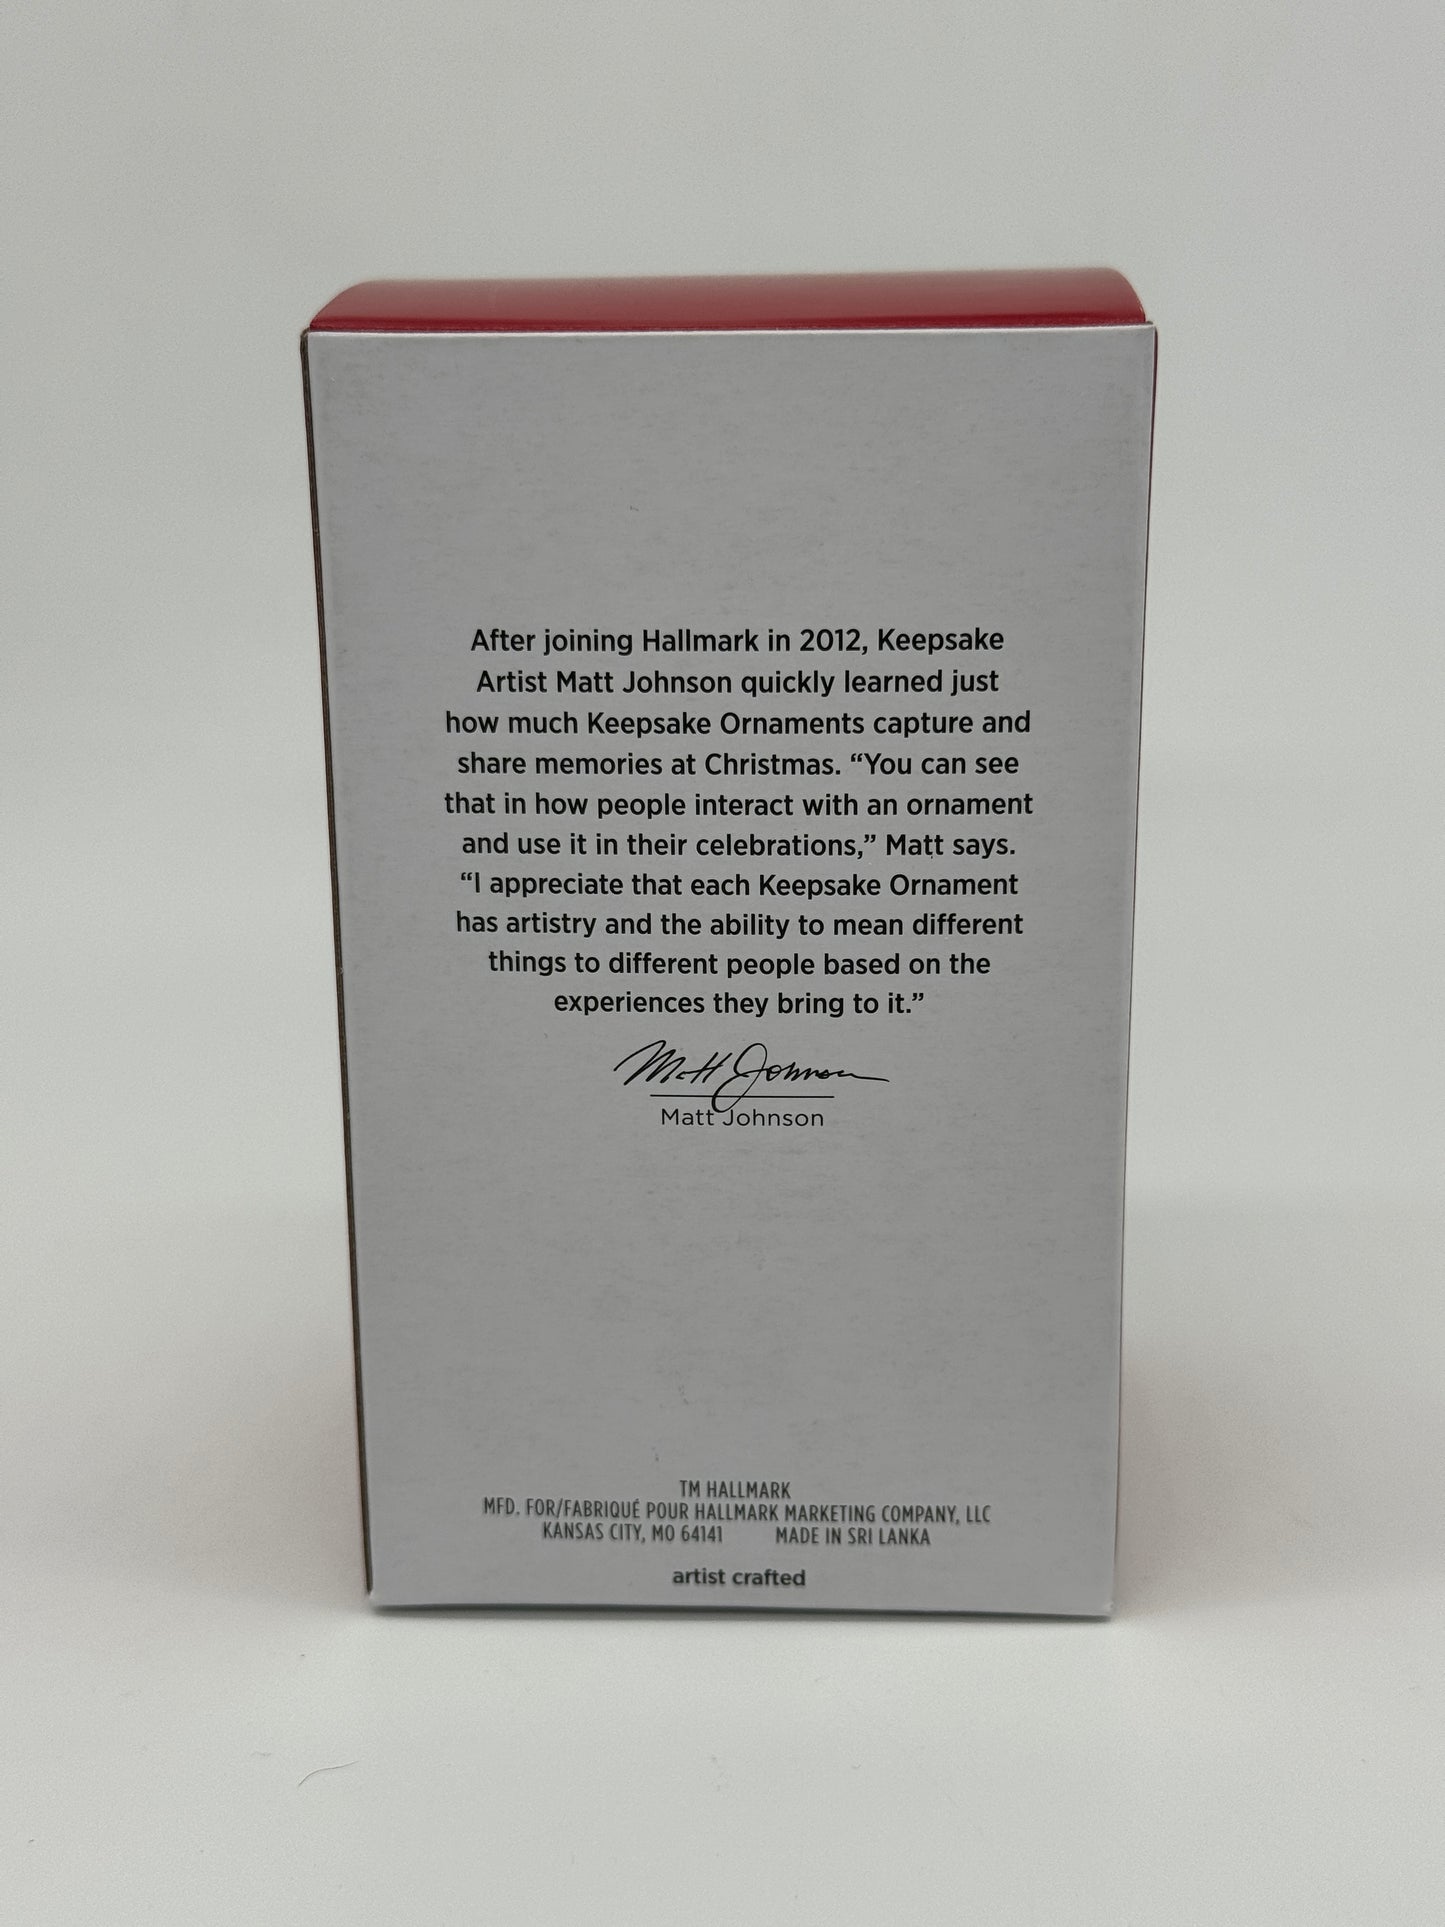 After joining Hallmark in 2012, Keepsake
Artist Matt Johnson quickly learned just
how much Keepsake Ornaments capture and
share memories at Christmas. “You can see
that in how people interact with an ornament
and use it in their celebrations,” Matt says.
“I appreciate that each Keepsake Ornament
has artistry and the ability to mean different
things to different people based on the
experiences they bring to it.”
Matt Johnson
Matt Johnson
TM HALLMARK
MFD. FOR/FABRIQUÉ POUR HALLMARK MARKETING COMPANY, LLC
KANSAS CITY, MO 64141 MADE IN SRI LANKA
artist crafted